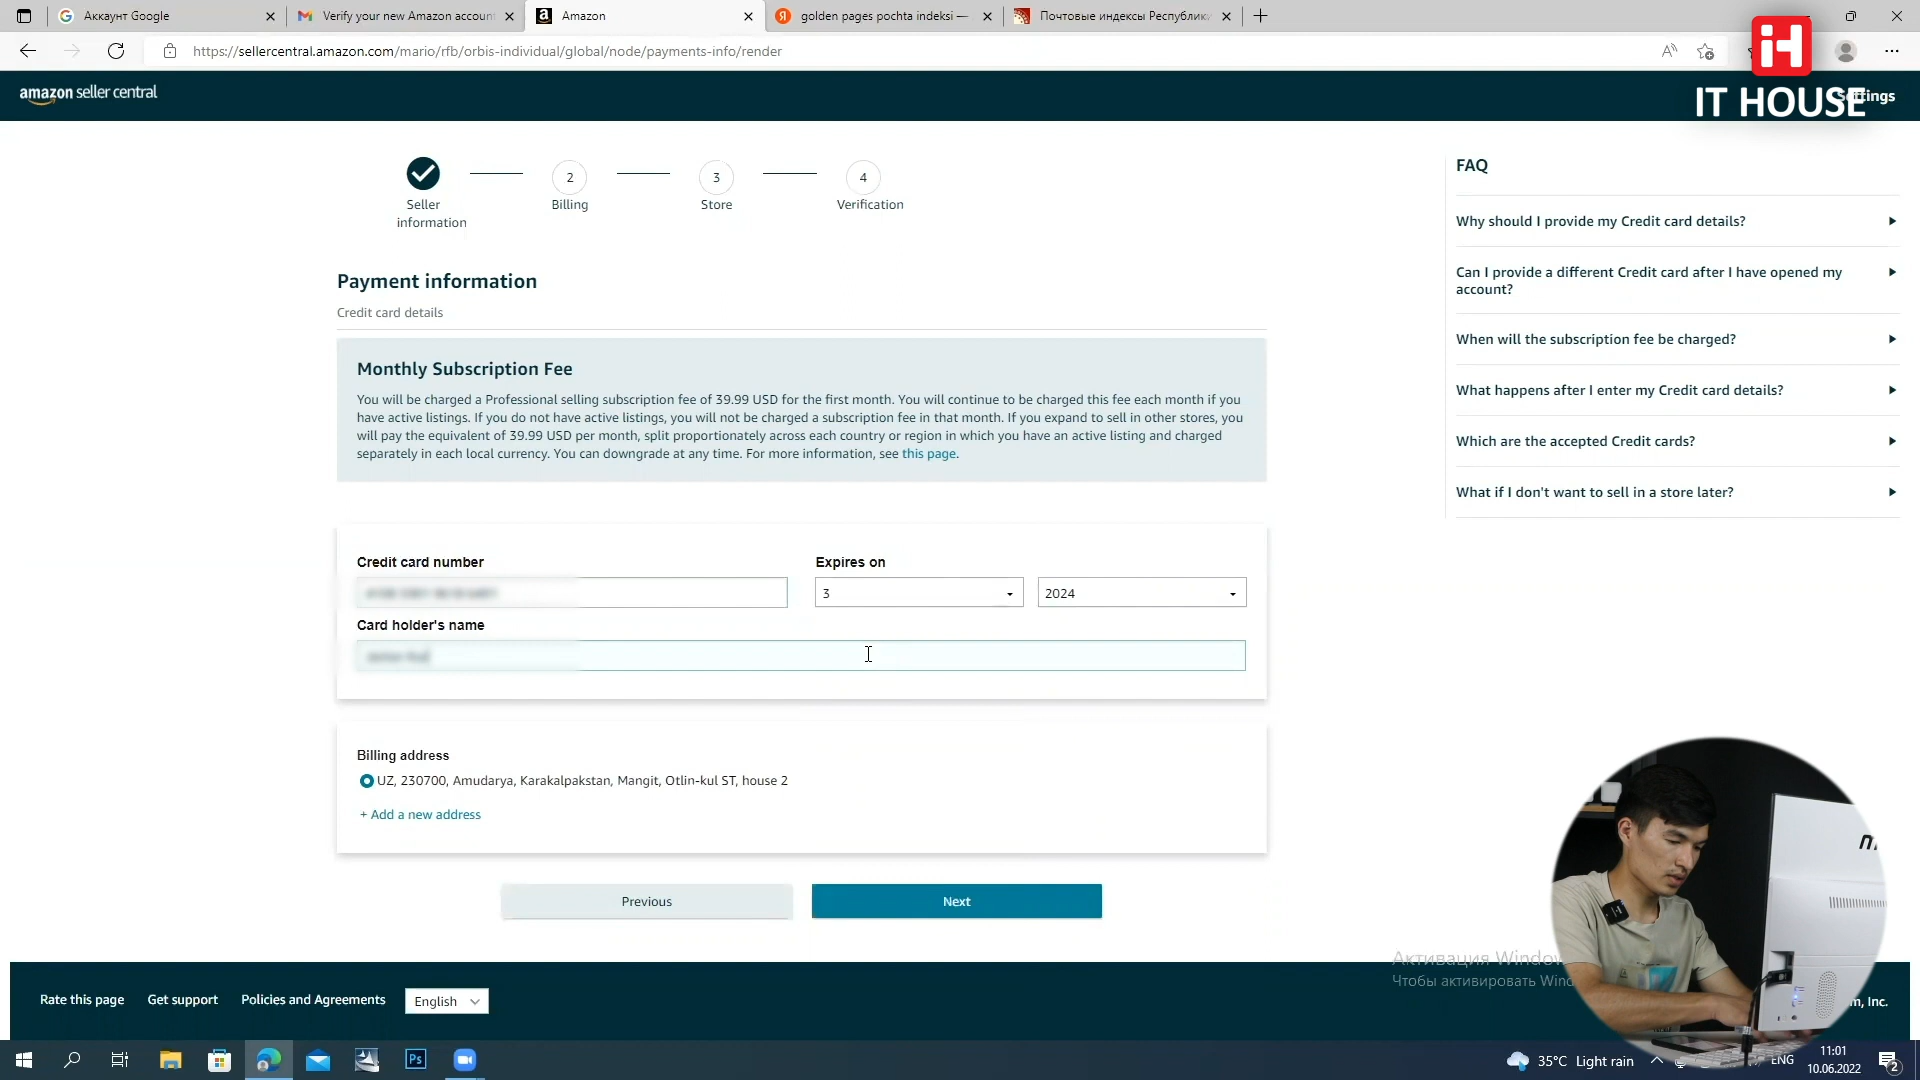 Аккаунт Google
Verify your new Amazon accoun
Amazon
golden pages pochta indeksi —
Почтовые индексы Республик
https://sellercentral.amazon.com/mario/rfb/orbis-individual/global/node/payments-info/render
amazon seller central
IT HOUSE
Seller
information
2
Billing
3
Store
4
Verification
Payment information
Credit card details
Monthly Subscription Fee
You will be charged a Professional selling subscription fee of 39.99 USD for the first month. You will continue to be charged this fee each month if you
have active listings. If you do not have active listings, you will not be charged a subscription fee in that month. If you expand to sell in other stores, you
will pay the equivalent of 39.99 USD per month, split proportionately across each country or region in which you have an active listing and charged
separately in each local currency. You can downgrade at any time. For more information, see this page.
Credit card number
Expires on
3
2024
Card holder's name
Billing address
UZ, 230700, Amudarya, Karakalpakstan, Mangit, Otlin-kul ST, house 2
+ Add a new address
Previous
Next
FAQ
Why should I provide my Credit card details?
Can I provide a different Credit card after I have opened my
account?
When will the subscription fee be charged?
What happens after I enter my Credit card details?
Which are the accepted Credit cards?
What if I don't want to sell in a store later?
Активация Windo
Чтобы активировать Wind
Rate this page
Get support
Policies and Agreements
English
m, Inc.
Ps
35°C Light rain
ENG
11:01
10.06.2022
2